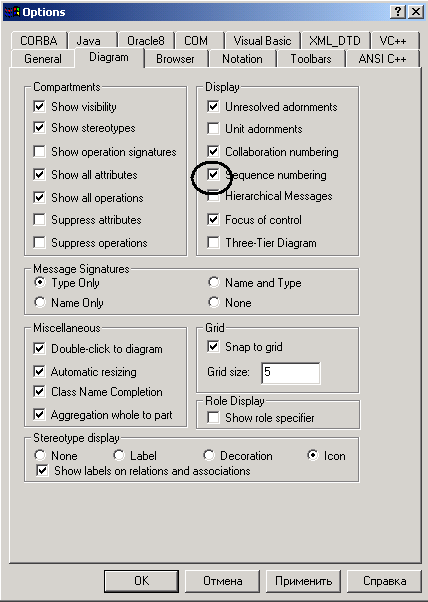 Options
CORBA Java Oracle8 COM Visual Basic XML_DTD VC++
General Diagram Browser Notation Toolbars ANSI C++
Compartments
Show visibility
Show stereotypes
Show operation signatures
Show all attributes
Show all operations
Suppress attributes
Suppress operations
Display
Unresolved adornments
Unit adornments
Collaboration numbering
Sequence numbering
Hierarchical Messages
Focus of control
Three-Tier Diagram
Message Signatures
Type Only Name and Type
Name Only None
Miscellaneous
Double-click to diagram
Automatic resizing
Class Name Completion
Aggregation whole to part
Grid
Snap to grid
Grid size: 5
Role Display
Show role specifier
Stereotype display
None Label Decoration Icon
Show labels on relations and associations
OK Отмена Применить Справка